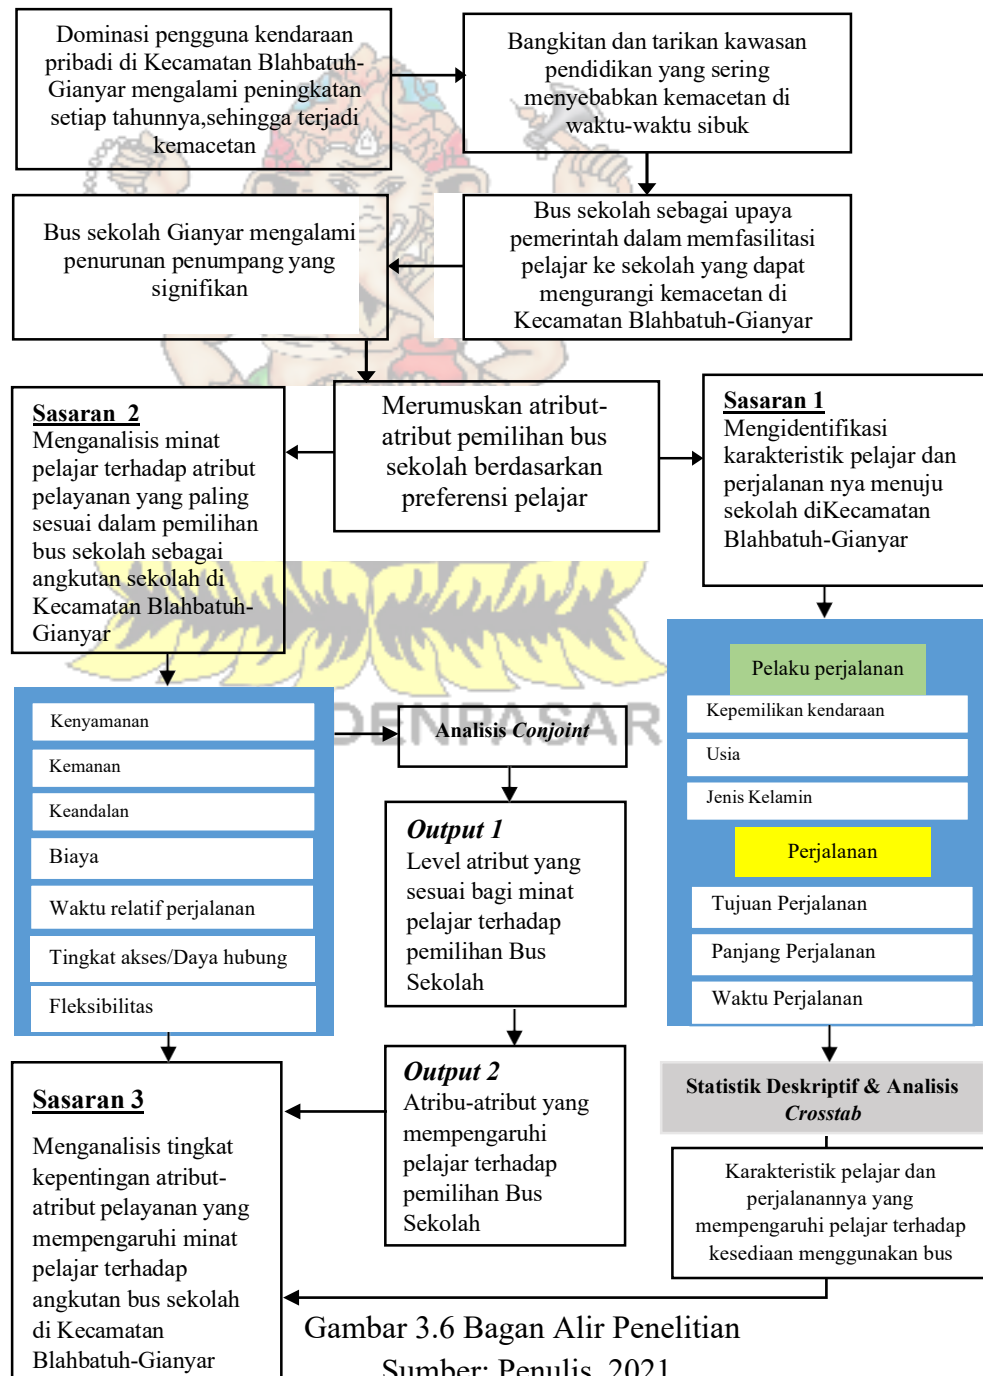 Dominasi pengguna kendaraan
pribadi di Kecamatan Blahbatuh-
Gianyar mengalami peningkatan
setiap tahunnya,sehingga terjadi
kemacetan
Bangkitan dan tarikan kawasan
pendidikan yang sering
menyebabkan kemacetan di
waktu-waktu sibuk
Bus sekolah sebagai upaya
pemerintah dalam memfasilitasi
pelajar ke sekolah yang dapat
mengurangi kemacetan di
Kecamatan Blahbatuh-Gianyar
Bus sekolah Gianyar mengalami
penurunan penumpang yang
signifikan
Merumuskan atribut-
atribut pemilihan bus
sekolah berdasarkan
preferensi pelajar
Sasaran 1
Mengidentifikasi
karakteristik pelajar dan
perjalanan nya menuju
sekolah diKecamatan
Blahbatuh-Gianyar
Sasaran 2
Menganalisis minat
pelajar terhadap atribut
pelayanan yang paling
sesuai dalam pemilihan
bus sekolah sebagai
angkutan sekolah di
Kecamatan Blahbatuh-
Gianyar
DENPASAR
Kenyamanan
Kemanan
Keandalan
Biaya
Waktu relatif perjalanan
Tingkat akses/Daya hubung
Fleksibilitas
Analisis Conjoint
Output 1
Level atribut yang
sesuai bagi minat
pelajar terhadap
pemilihan Bus
Sekolah
Output 2
Atribu-atribut yang
mempengaruhi
pelajar terhadap
pemilihan Bus
Sekolah
Pelaku perjalanan
Kepemilikan kendaraan
Usia
Jenis Kelamin
Perjalanan
Tujuan Perjalanan
Panjang Perjalanan
Waktu Perjalanan
Statistik Deskriptif & Analisis
Crosstab
Karakteristik pelajar dan
perjalanannya yang
mempengaruhi pelajar terhadap
kesediaan menggunakan bus
Sasaran 3
Menganalisis tingkat
kepentingan atribut-
atribut pelayanan yang
mempengaruhi minat
pelajar terhadap
angkutan bus sekolah
di Kecamatan
Blahbatuh-Gianyar
Gambar 3.6 Bagan Alir Penelitian
Sumber: Penulis, 2021